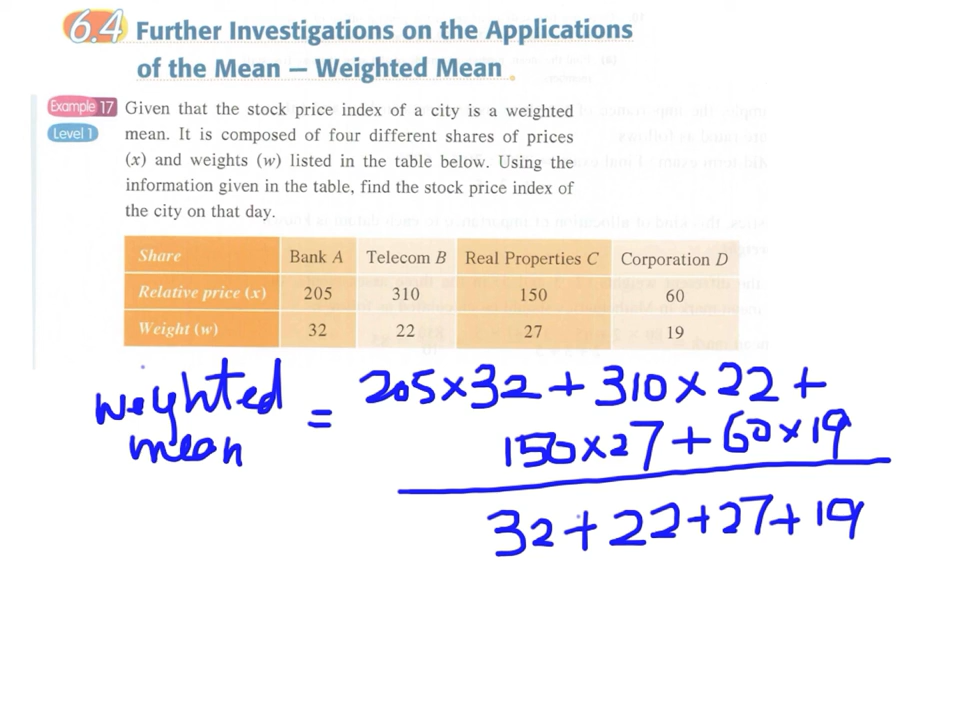 6.4 Further Investigations on the Applications
of the Mean — Weighted Mean
Example 17 Given that the stock price index of a city is a weighted
Level 1 mean. It is composed of four different shares of prices
(x) and weights (w) listed in the table below. Using the
information given in the table, find the stock price index of
the city on that day.
Share Bank A Telecom B Real Properties C Corporation D
Relative price (x) 205 310 150 60
Weight (w) 32 22 27 19
weighted = 205×32 + 310×22 +
mean 150×27 + 60×19
32+22+27+19